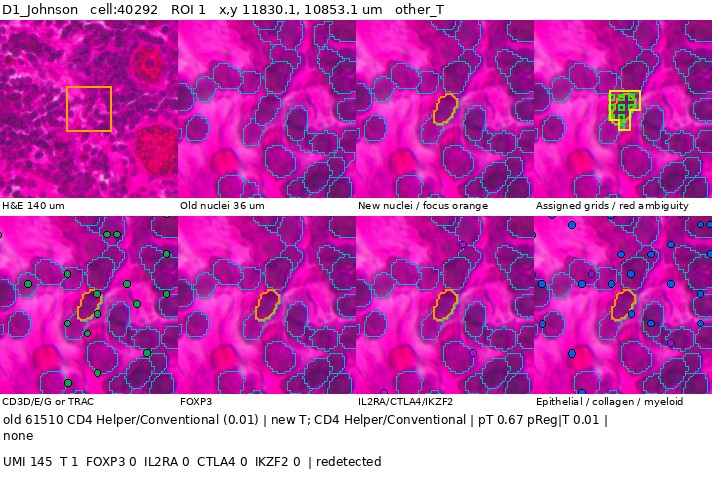 D1_Johnson    cell:40292    ROI 1    x,y 11830.1, 10853.1 um    other_T
H&E 140 um
Old nuclei 36 um
New nuclei / focus orange
Assigned grids / red ambiguity
CD3D/E/G or TRAC
FOXP3
IL2RA/CTLA4/IKZF2
Epithelial / collagen / myeloid
old 61510 CD4 Helper/Conventional (0.01) | new T; CD4 Helper/Conventional | pT 0.67 pReg|T 0.01 |
none
UMI 145  T 1  FOXP3 0  IL2RA 0  CTLA4 0  IKZF2 0  | redetected